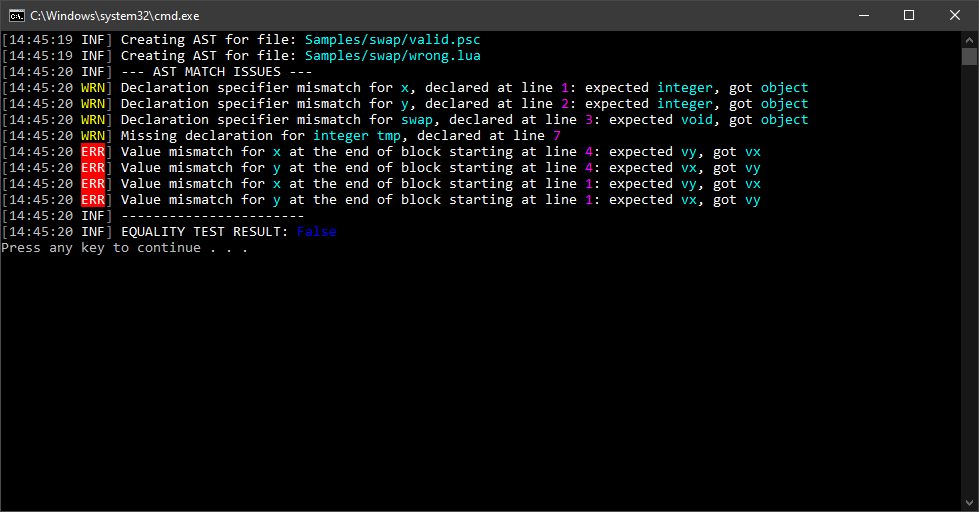 C:\Windows\system32\cmd.exe
[14:45:19 INF] Creating AST for file: Samples/swap/valid.psc
[14:45:19 INF] Creating AST for file: Samples/swap/wrong.lua
[14:45:20 INF] --- AST MATCH ISSUES ---
[14:45:20 WRN] Declaration specifier mismatch for x, declared at line 1: expected integer, got object
[14:45:20 WRN] Declaration specifier mismatch for y, declared at line 2: expected integer, got object
[14:45:20 WRN] Declaration specifier mismatch for swap, declared at line 3: expected void, got object
[14:45:20 WRN] Missing declaration for integer tmp, declared at line 7
[14:45:20 ERR] Value mismatch for x at the end of block starting at line 4: expected vy, got vx
[14:45:20 ERR] Value mismatch for y at the end of block starting at line 4: expected vx, got vy
[14:45:20 ERR] Value mismatch for x at the end of block starting at line 1: expected vy, got vx
[14:45:20 ERR] Value mismatch for y at the end of block starting at line 1: expected vx, got vy
[14:45:20 INF] -----------------------
[14:45:20 INF] EQUALITY TEST RESULT: False
Press any key to continue . . .